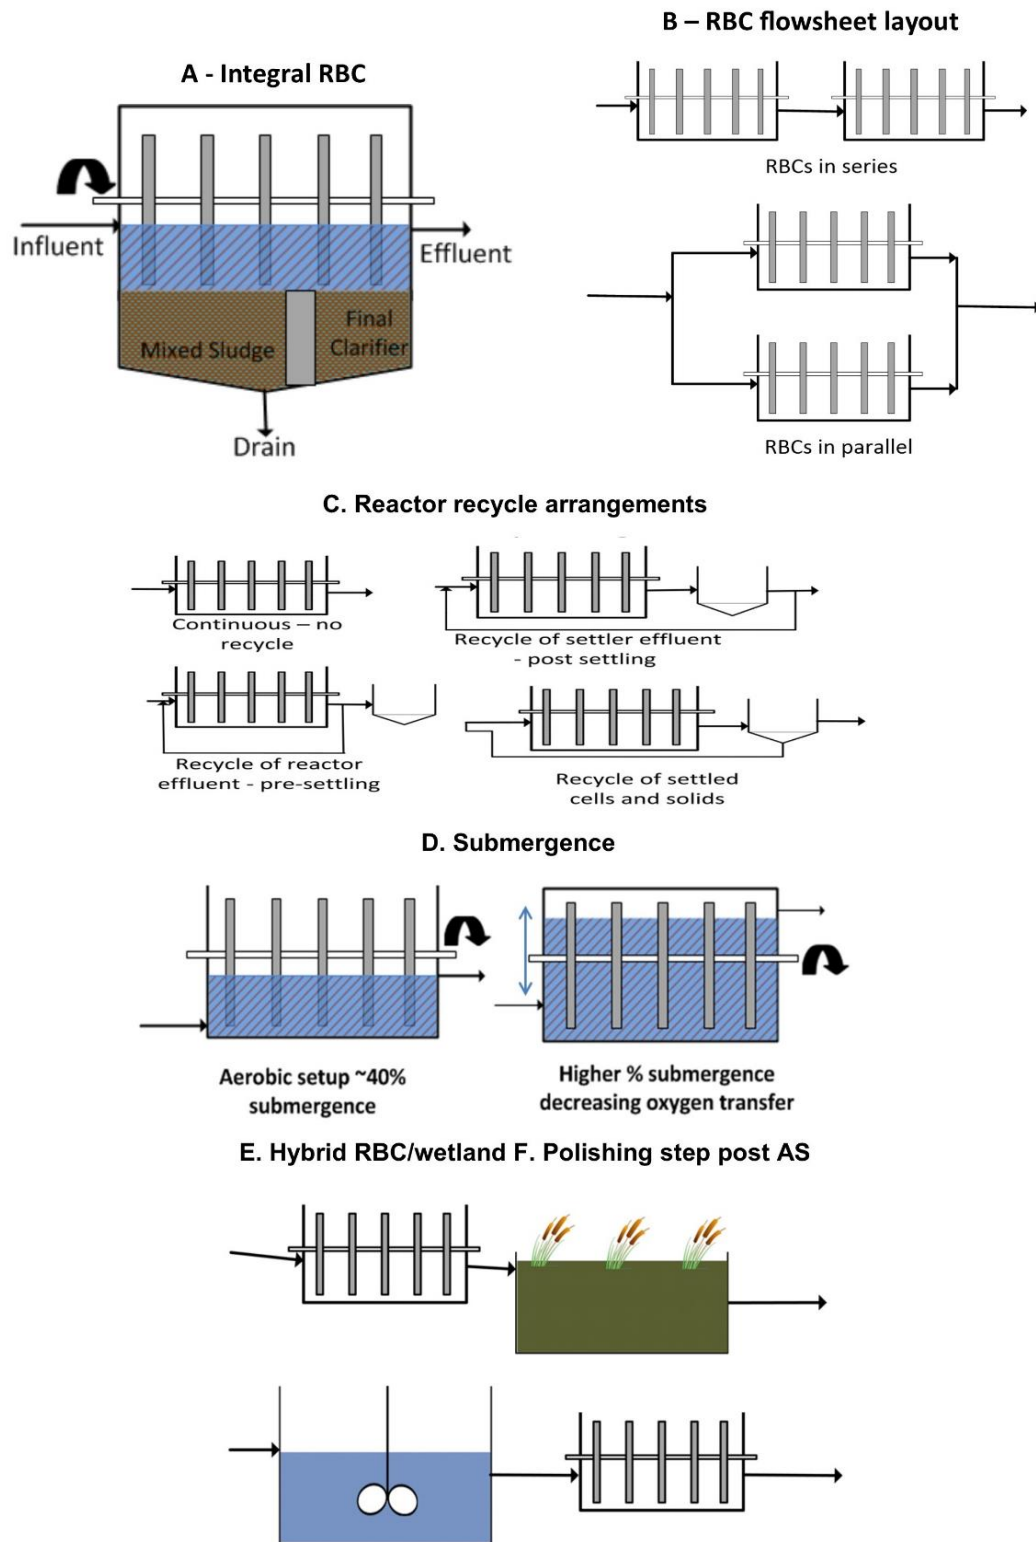 B – RBC flowsheet layout
A - Integral RBC
Influent
Effluent
Mixed Sludge
Final
Clarifier
Drain
RBCs in series
RBCs in parallel
C. Reactor recycle arrangements
Continuous – no
recycle
Recycle of settler effluent
- post settling
Recycle of reactor
effluent - pre-settling
Recycle of settled
cells and solids
D. Submergence
Aerobic setup ~40%
submergence
Higher % submergence
decreasing oxygen transfer
E. Hybrid RBC/wetland F. Polishing step post AS